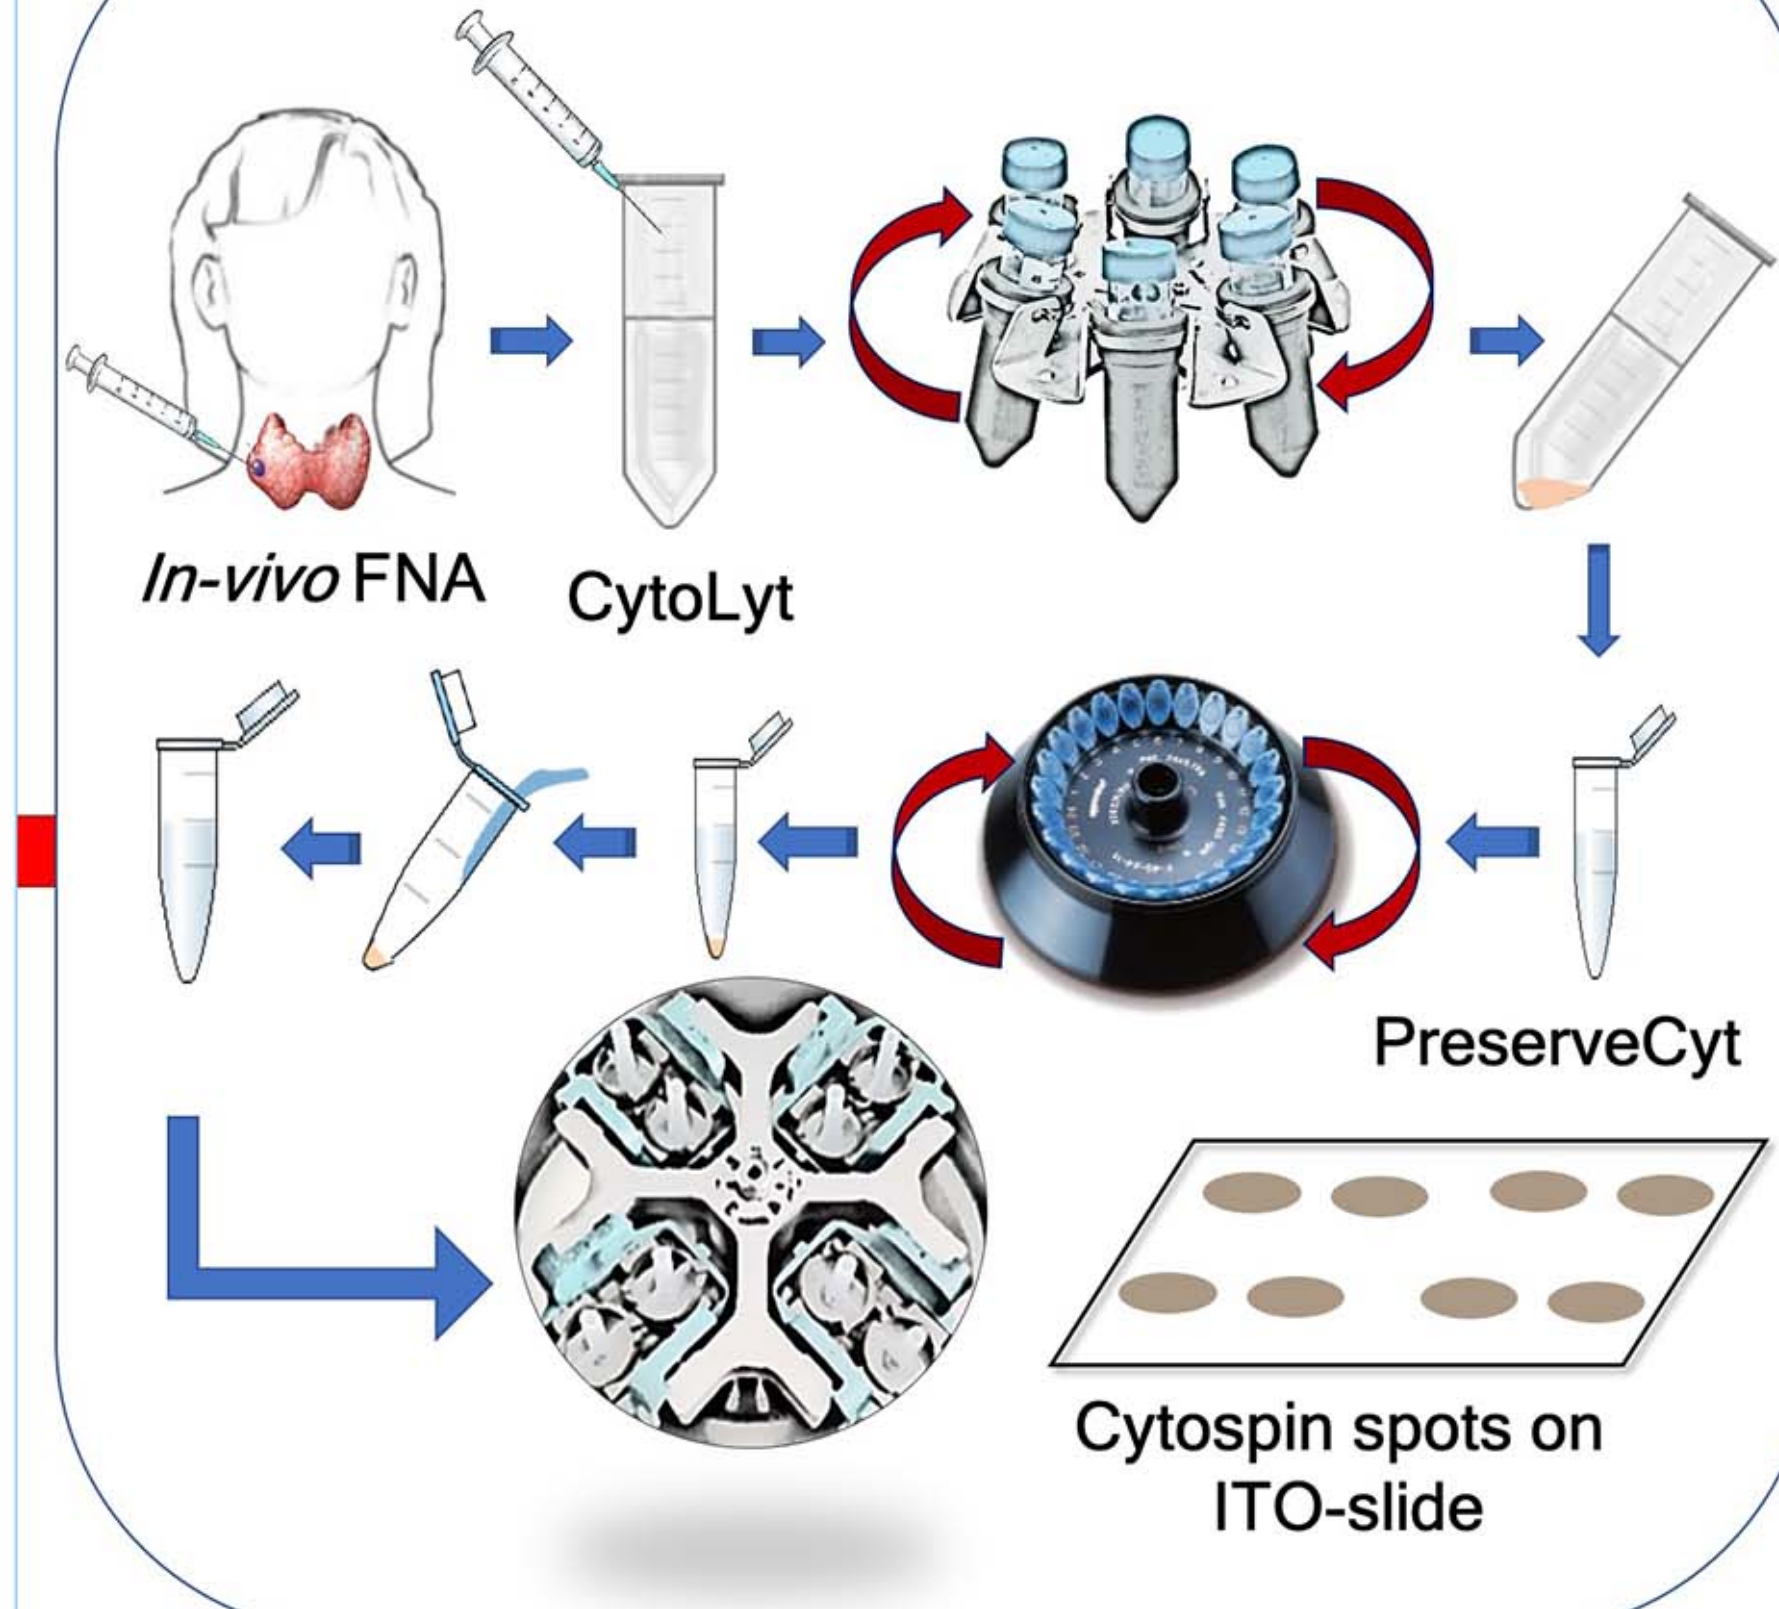 In-vivo FNA
CytoLyt
PreserveCyt
Cytospin spots on
ITO-slide